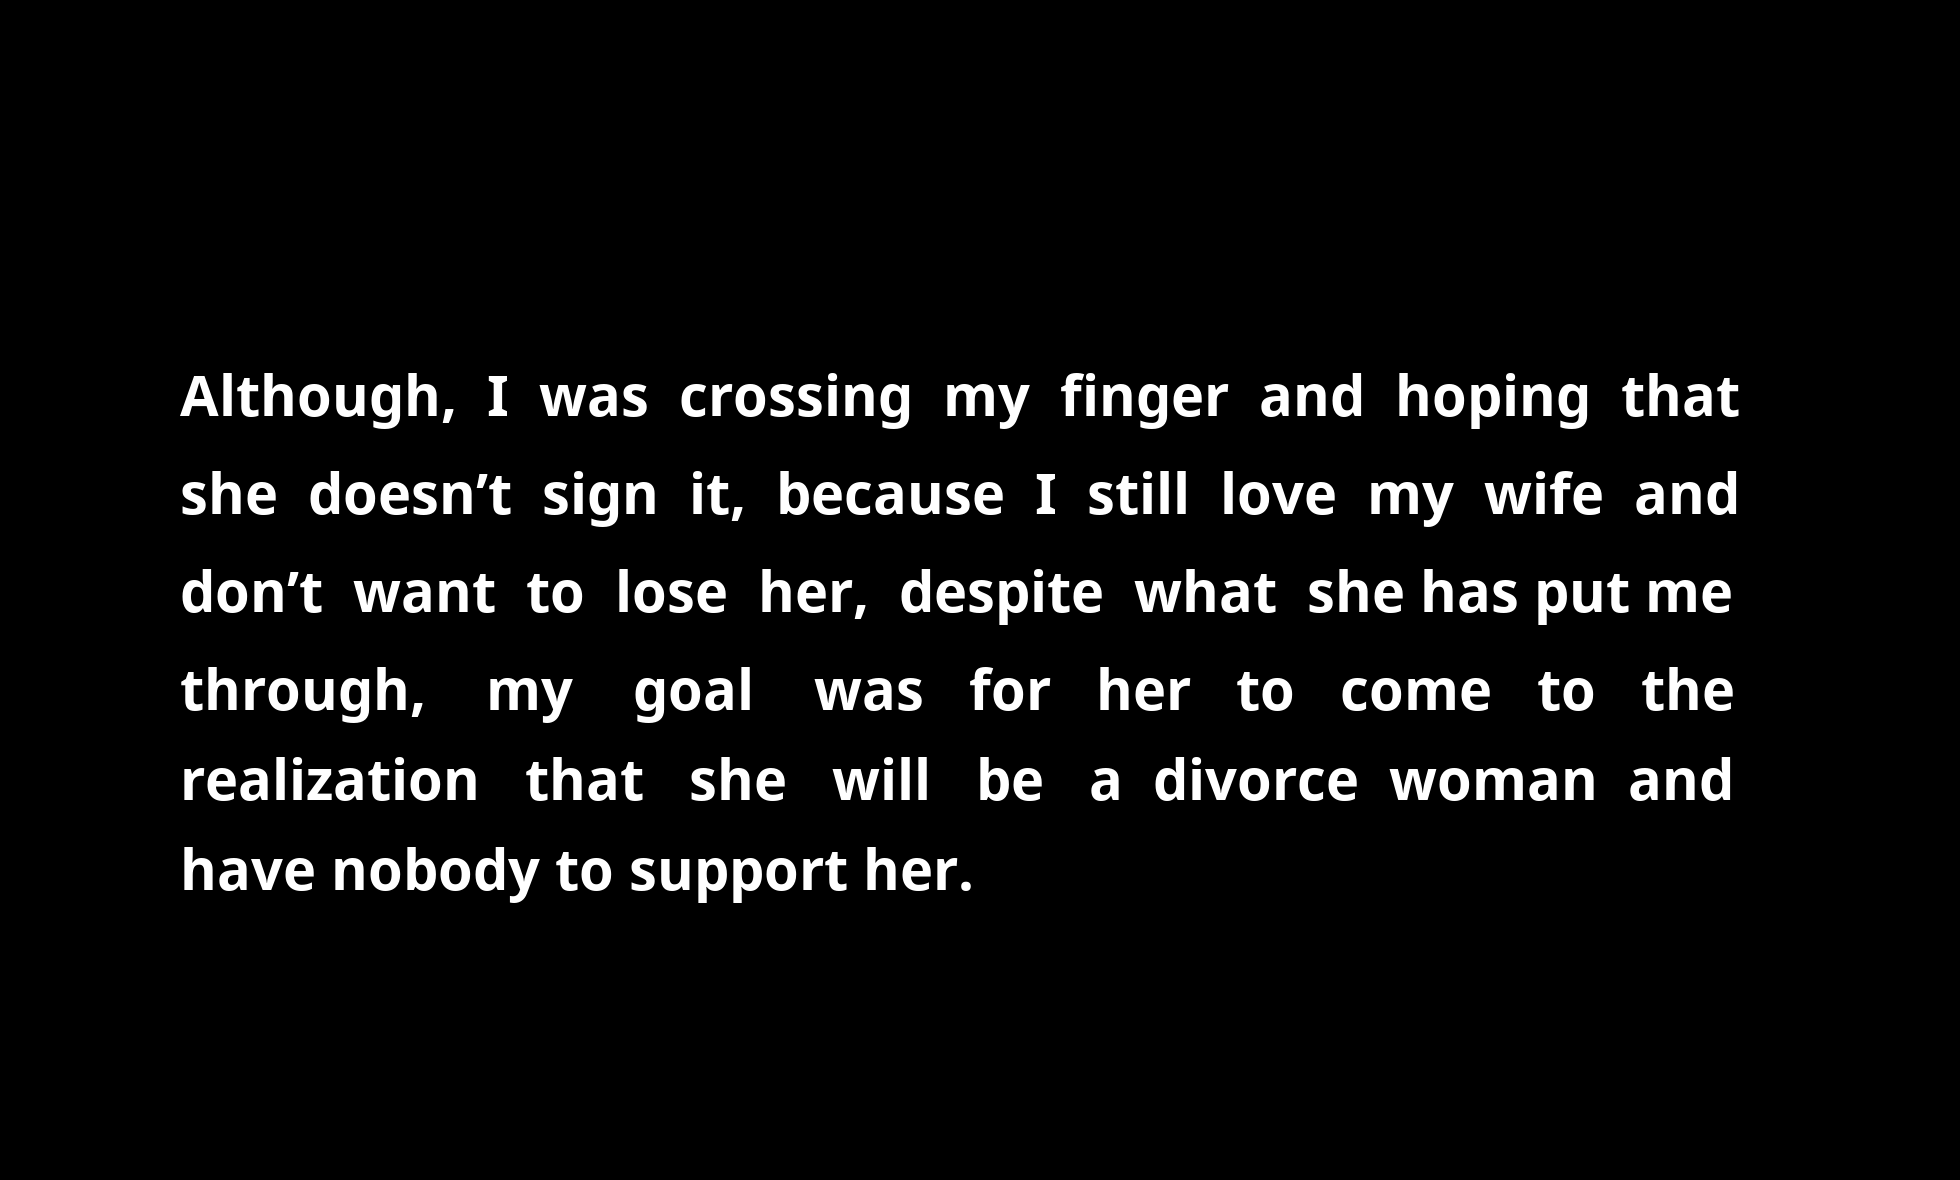 Although, I was crossing my finger and hoping that
she doesn’t sign it, because I still love my wife and
don’t want to lose her, despite what she has put me
through, my goal was for her to come to the
realization that she will be a divorce woman and
have nobody to support her.